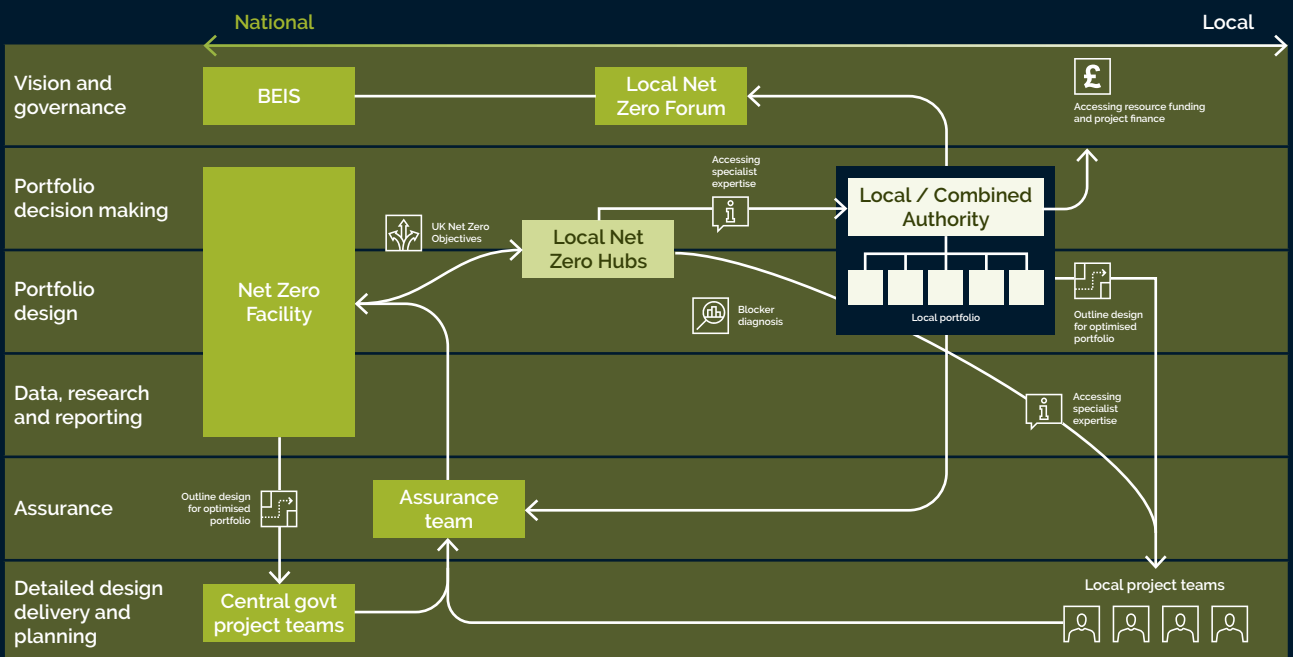 National
Local
Vision and
governance
BEIS
Local Net
Zero Forum
£
Accessing resource funding
and project finance
Portfolio
decision making
Accessing
specialist
expertise
i
Local / Combined
Authority
UK Net Zero
Objectives
Local Net
Zero Hubs
Portfolio
design
Net Zero
Facility
Blocker
diagnosis
Local portfolio
Outline design
for optimised
portfolio
Data, research
and reporting
i
Accessing
specialist
expertise
Assurance
Outline design
for optimised
portfolio
Assurance
team
Detailed design
delivery and
planning
Central govt
project teams
Local project teams